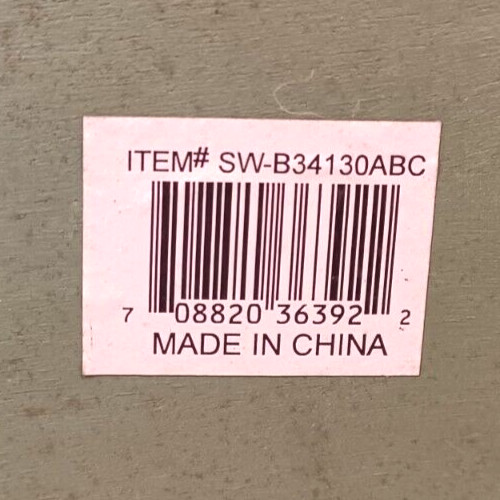 ITEM# SW-B34130ABC
7 08820 36392 2
MADE IN CHINA